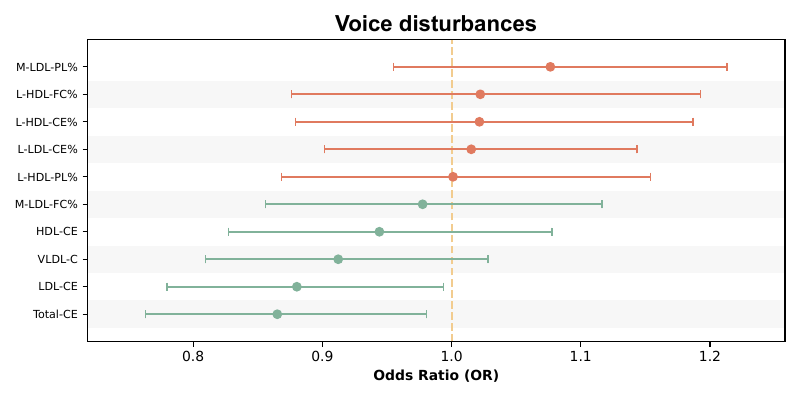 Voice disturbances
M-LDL-PL%
L-HDL-FC%
L-HDL-CE%
L-LDL-CE%
L-HDL-PL%
M-LDL-FC%
HDL-CE
VLDL-C
LDL-CE
Total-CE
0.8 0.9 1.0 1.1 1.2
Odds Ratio (OR)